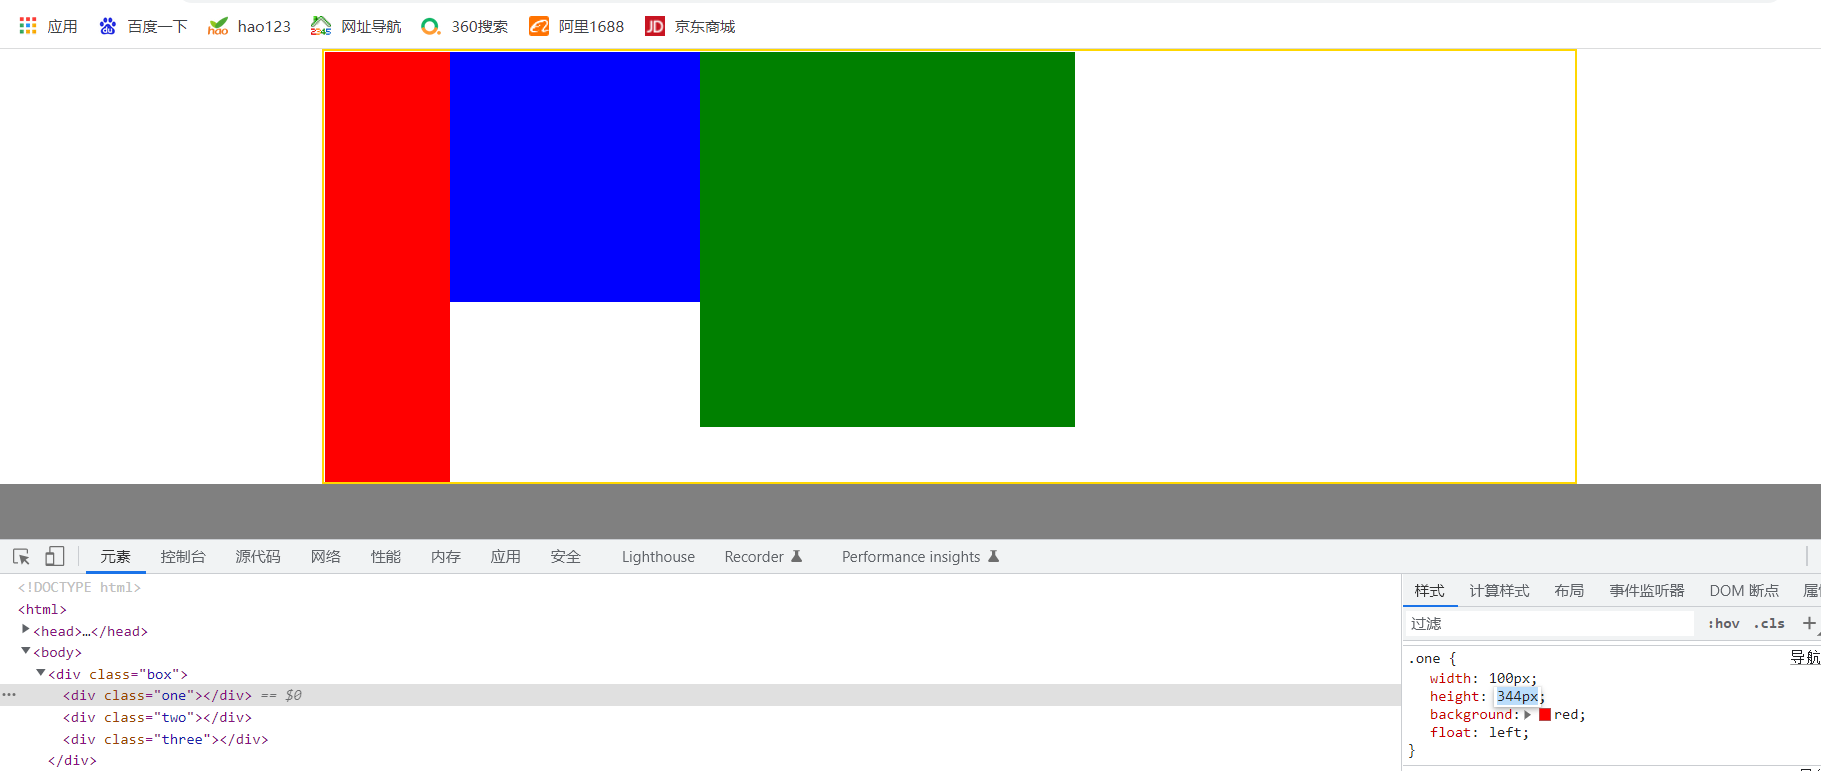 应用 百度一下 hao123 网址导航 360搜索 阿里1688 JD 京东商城
元素 控制台 源代码 网络 性能 内存 应用 安全 Lighthouse Recorder Performance insights
<!DOCTYPE html>
<html>
<head>…</head>
<body>
<div class="box">
<div class="one"></div> == $0
<div class="two"></div>
<div class="three"></div>
</div>
样式 计算样式 布局 事件监听器 DOM 断点
过滤 :hov .cls +
.one { 导航
width: 100px;
height: 344px;
background: red;
float: left;
}